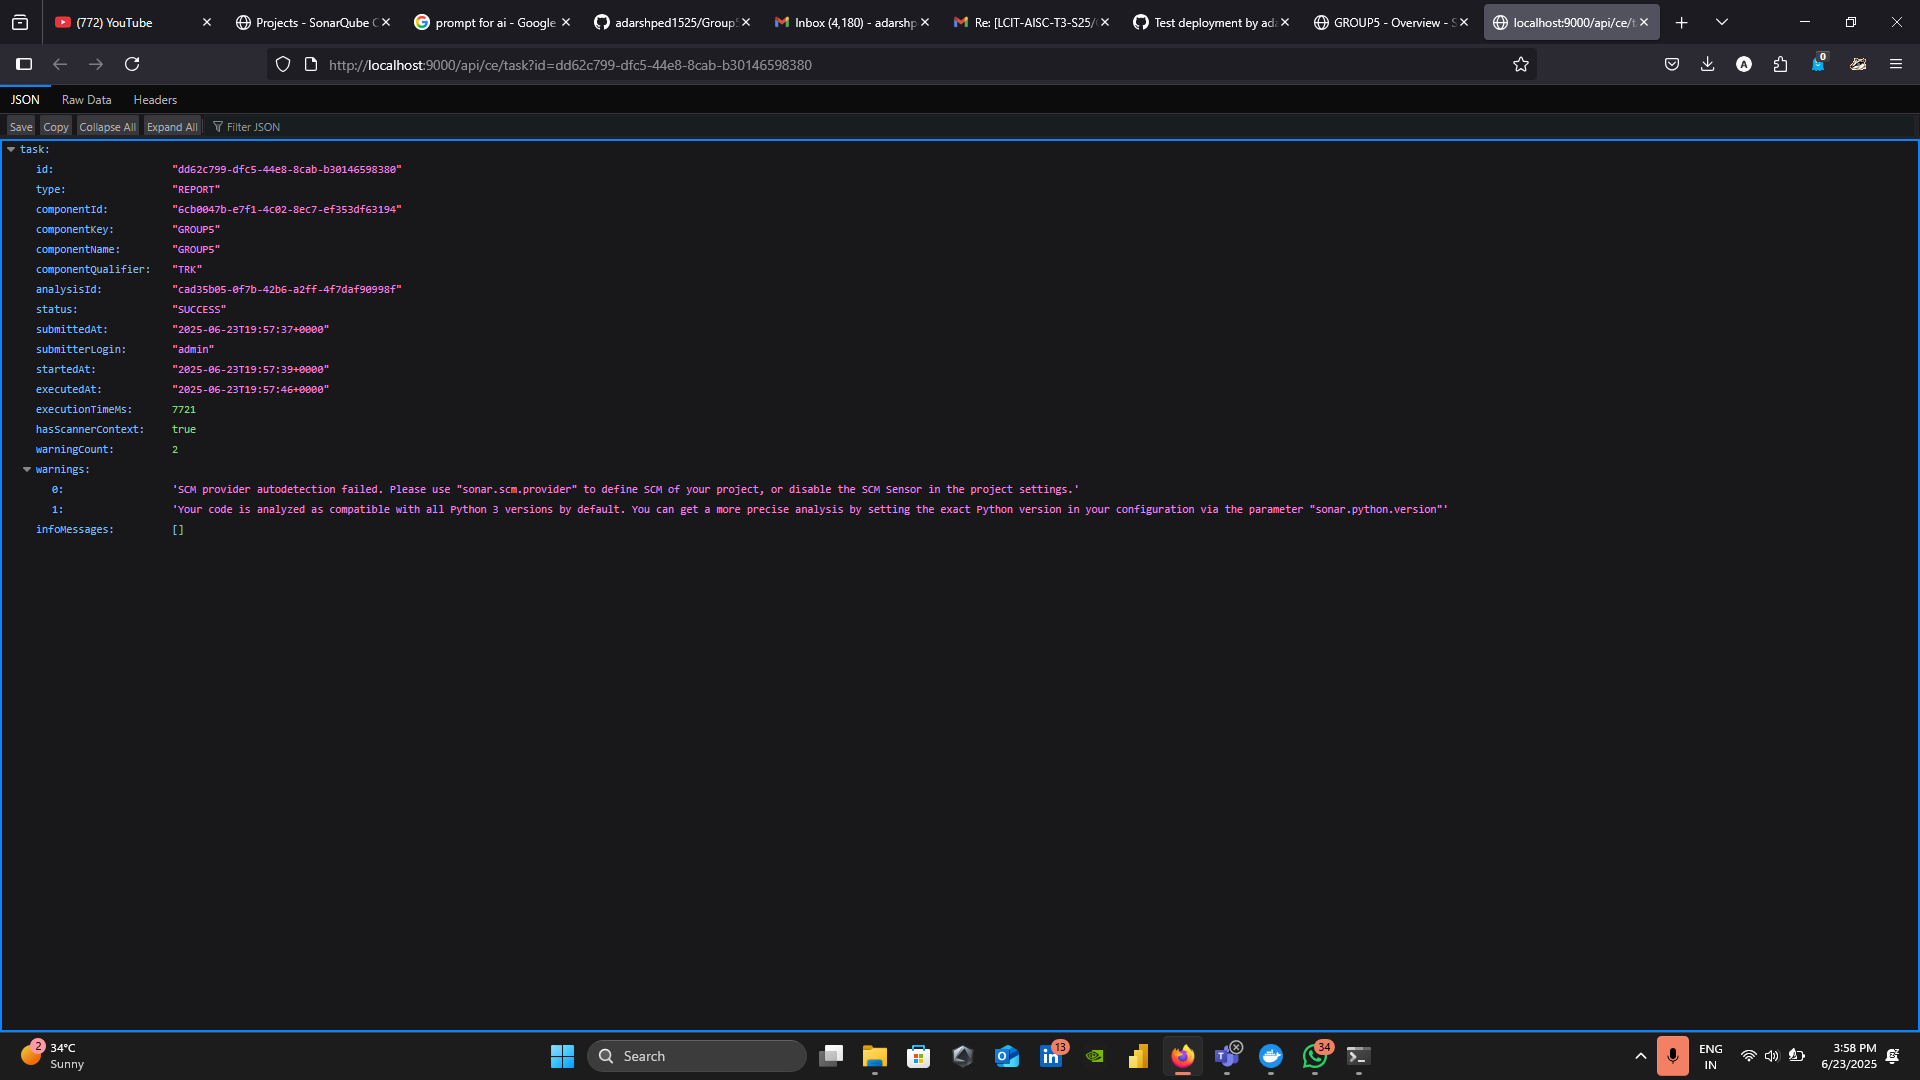 (772) YouTube
Projects - SonarQube C
prompt for ai - Google
adarshped1525/Group5
Inbox (4,180) - adarshp
Re: [LCIT-AISC-T3-S25/
Test deployment by ada
GROUP5 - Overview - S
localhost:9000/api/ce/t
http://localhost:9000/api/ce/task?id=dd62c799-dfc5-44e8-8cab-b30146598380
A
0
JSON Raw Data Headers
Save Copy Collapse All Expand All Filter JSON
task:
id: "dd62c799-dfc5-44e8-8cab-b30146598380"
type: "REPORT"
componentId: "6cb0047b-e7f1-4c02-8ec7-ef353df63194"
componentKey: "GROUP5"
componentName: "GROUP5"
componentQualifier: "TRK"
analysisId: "cad35b05-0f7b-42b6-a2ff-4f7daf90998f"
status: "SUCCESS"
submittedAt: "2025-06-23T19:57:37+0000"
submitterLogin: "admin"
startedAt: "2025-06-23T19:57:39+0000"
executedAt: "2025-06-23T19:57:46+0000"
executionTimeMs: 7721
hasScannerContext: true
warningCount: 2
warnings:
0: 'SCM provider autodetection failed. Please use "sonar.scm.provider" to define SCM of your project, or disable the SCM Sensor in the project settings.'
1: 'Your code is analyzed as compatible with all Python 3 versions by default. You can get a more precise analysis by setting the exact Python version in your configuration via the parameter "sonar.python.version"'
infoMessages: []
2
34°C
Sunny
Search
13
34
ENG
IN
3:58 PM
6/23/2025